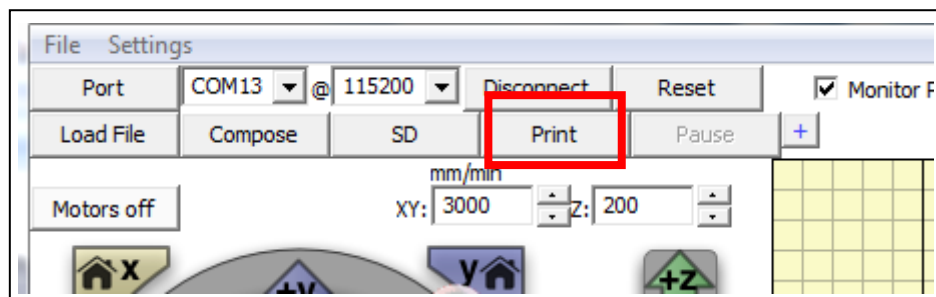 File Settings
Port COM13 @ 115200 Disconnect Reset Monitor P
Load File Compose SD Print Pause +
mm/min
Motors off XY: 3000 Z: 200
X y
+y +Z